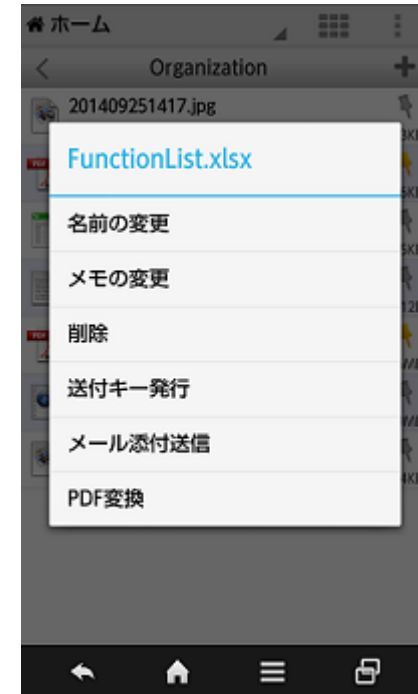 ホーム
Organization
201409251417.jpg
FunctionList.xlsx
名前の変更
メモの変更
削除
送付キー発行
メール添付送信
PDF変換